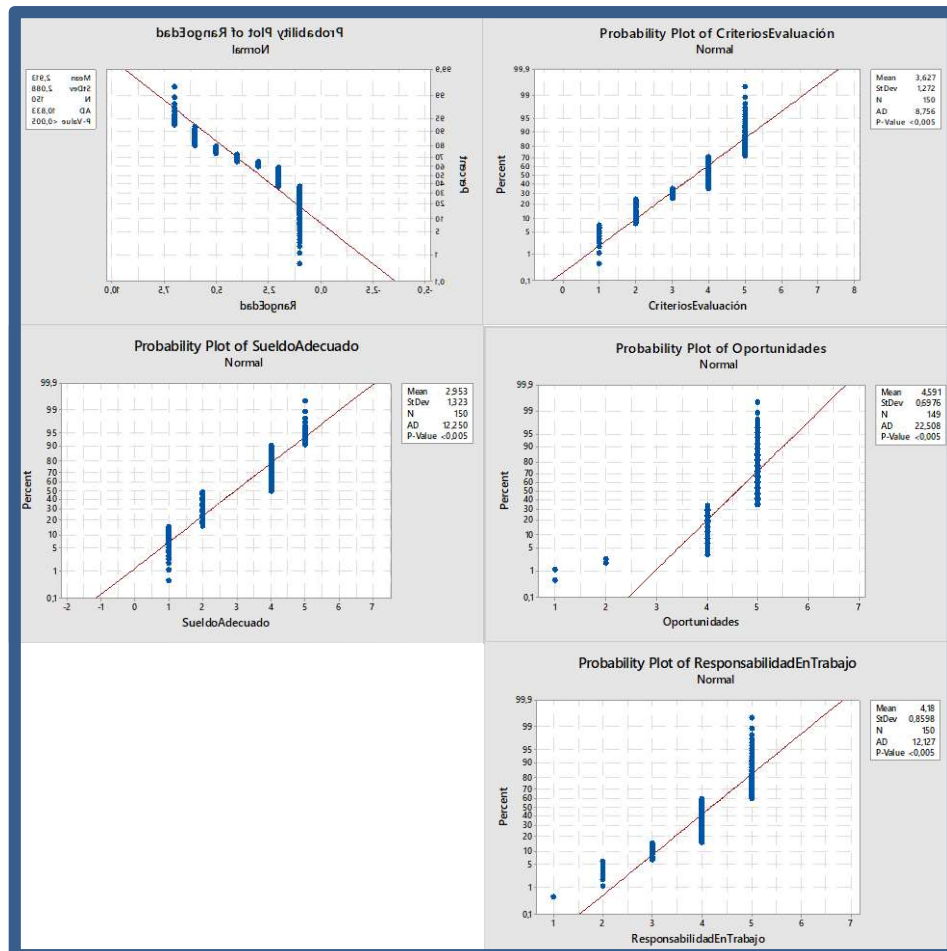 Probability Plot of RangoEdad
Normal
Mean 2,913
StDev 2,088
N 150
AD 10,833
P-Value <0,005
99,9
99
95
90
80
70
60
50
40
30
20
10
5
1
0,1
Percent
10,0 7,5 5,0 2,5 0,0 -2,5 -5,0
RangoEdad
Probability Plot of CriteriosEvaluación
Normal
Mean 3,627
StDev 1,272
N 150
AD 8,756
P-Value <0,005
99,9
99
95
90
80
70
60
50
40
30
20
10
5
1
0,1
Percent
0 1 2 3 4 5 6 7 8
CriteriosEvaluación
Probability Plot of SueldoAdecuado
Normal
Mean 2,953
StDev 1,323
N 150
AD 12,250
P-Value <0,005
99,9
99
95
90
80
70
60
50
40
30
20
10
5
1
0,1
Percent
-2 -1 0 1 2 3 4 5 6 7
SueldoAdecuado
Probability Plot of Oportunidades
Normal
Mean 4,591
StDev 0,6976
N 149
AD 22,508
P-Value <0,005
99,9
99
95
90
80
70
60
50
40
30
20
10
5
1
0,1
Percent
1 2 3 4 5 6 7
Oportunidades
Probability Plot of ResponsabilidadEnTrabajo
Normal
Mean 4,18
StDev 0,8598
N 150
AD 12,127
P-Value <0,005
99,9
99
95
90
80
70
60
50
40
30
20
10
5
1
0,1
Percent
1 2 3 4 5 6 7
ResponsabilidadEnTrabajo